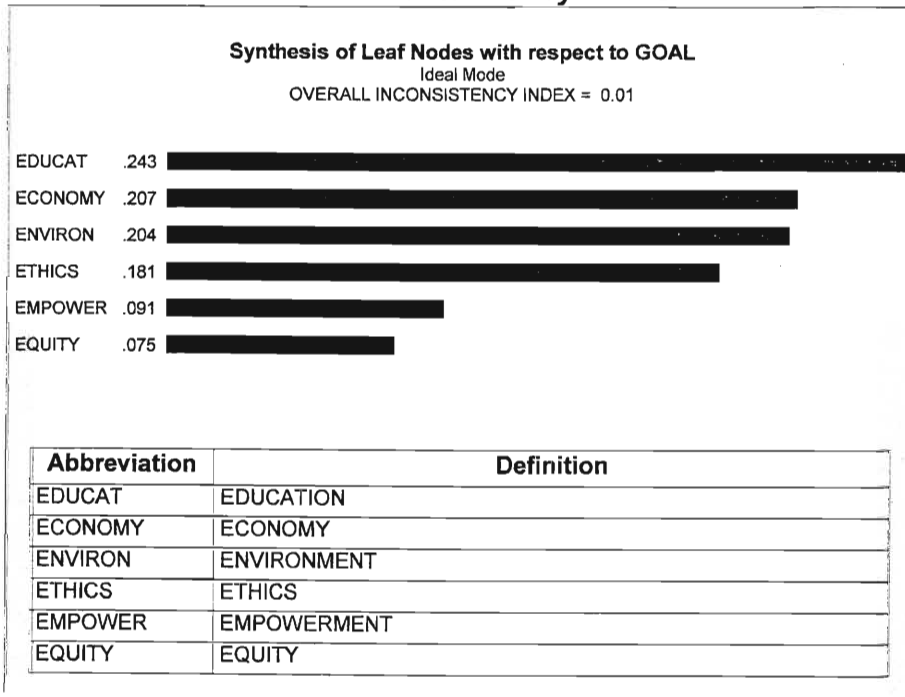 Synthesis of Leaf Nodes with respect to GOAL
Ideal Mode
OVERALL INCONSISTENCY INDEX = 0.01
EDUCAT .243
ECONOMY .207
ENVIRON .204
ETHICS .181
EMPOWER .091
EQUITY .075
Abbreviation Definition
EDUCAT EDUCATION
ECONOMY ECONOMY
ENVIRON ENVIRONMENT
ETHICS ETHICS
EMPOWER EMPOWERMENT
EQUITY EQUITY